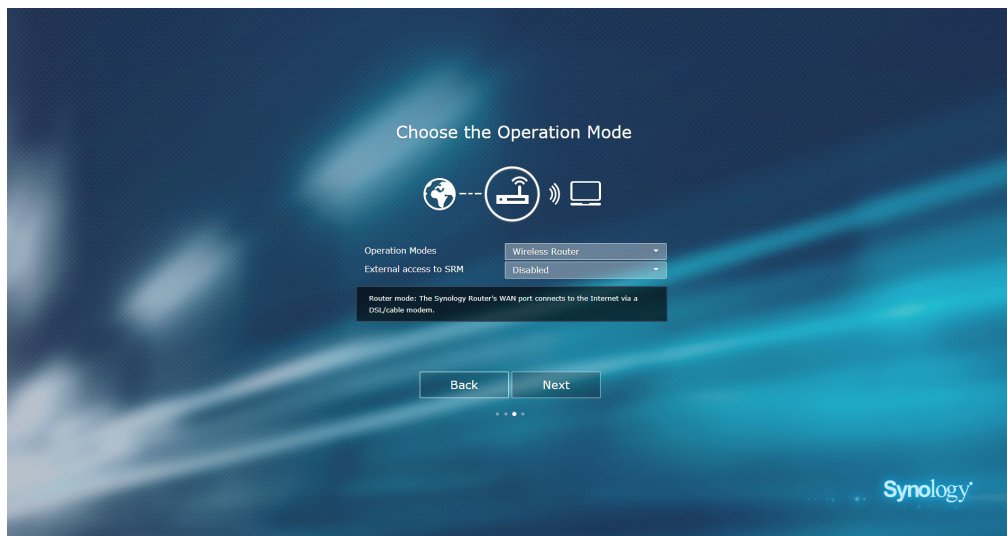 Choose the Operation Mode
Operation Modes
Wireless Router
External access to SRM
Disabled
Router mode: The Synology Router's WAN port connects to the Internet via a
DSL/cable modem.
Back
Next
Synology